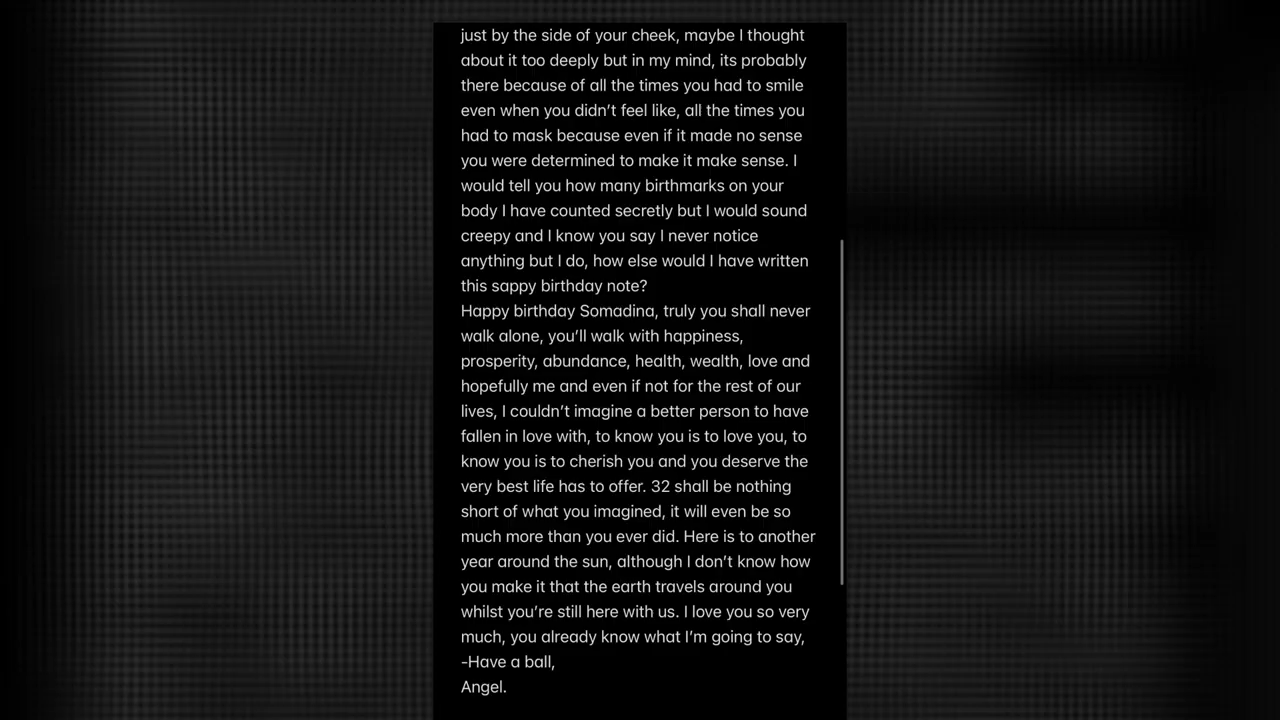 just by the side of your cheek, maybe I thought
about it too deeply but in my mind, its probably
there because of all the times you had to smile
even when you didn’t feel like, all the times you
had to mask because even if it made no sense
you were determined to make it make sense. I
would tell you how many birthmarks on your
body I have counted secretly but I would sound
creepy and I know you say I never notice
anything but I do, how else would I have written
this sappy birthday note?
Happy birthday Somadina, truly you shall never
walk alone, you’ll walk with happiness,
prosperity, abundance, health, wealth, love and
hopefully me and even if not for the rest of our
lives, I couldn’t imagine a better person to have
fallen in love with, to know you is to love you, to
know you is to cherish you and you deserve the
very best life has to offer. 32 shall be nothing
short of what you imagined, it will even be so
much more than you ever did. Here is to another
year around the sun, although I don’t know how
you make it that the earth travels around you
whilst you’re still here with us. I love you so very
much, you already know what I’m going to say,
-Have a ball,
Angel.